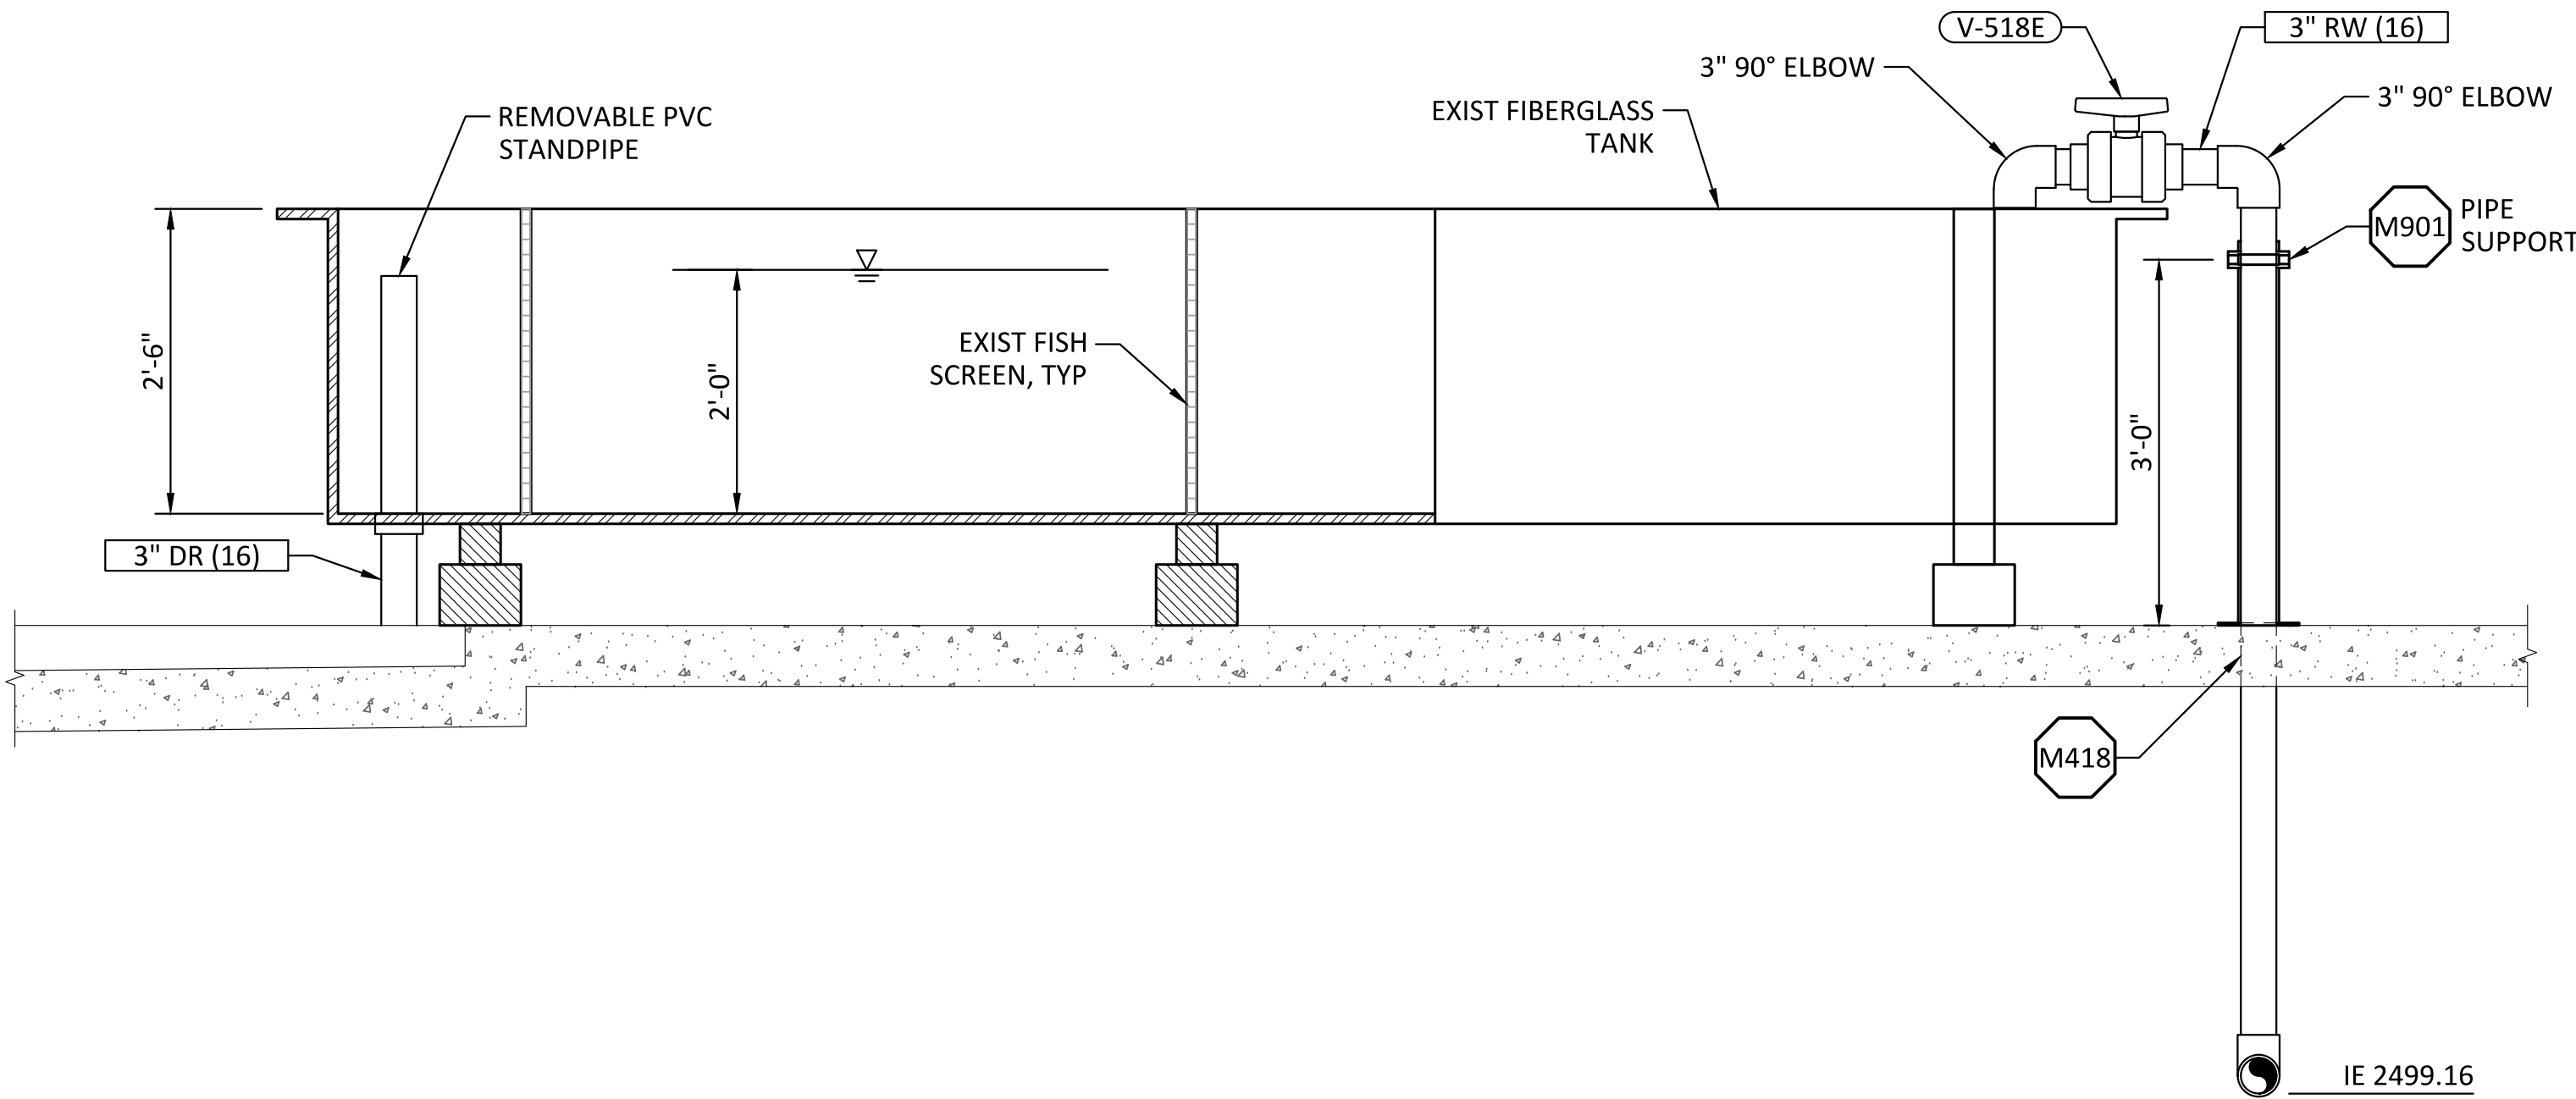 V-518E
3" RW (16)
3" 90° ELBOW
3" 90° ELBOW
EXIST FIBERGLASS
TANK
REMOVABLE PVC
STANDPIPE
M901
PIPE
SUPPORT
2'-6"
2'-0"
EXIST FISH
SCREEN, TYP
3'-0"
3" DR (16)
M418
IE 2499.16